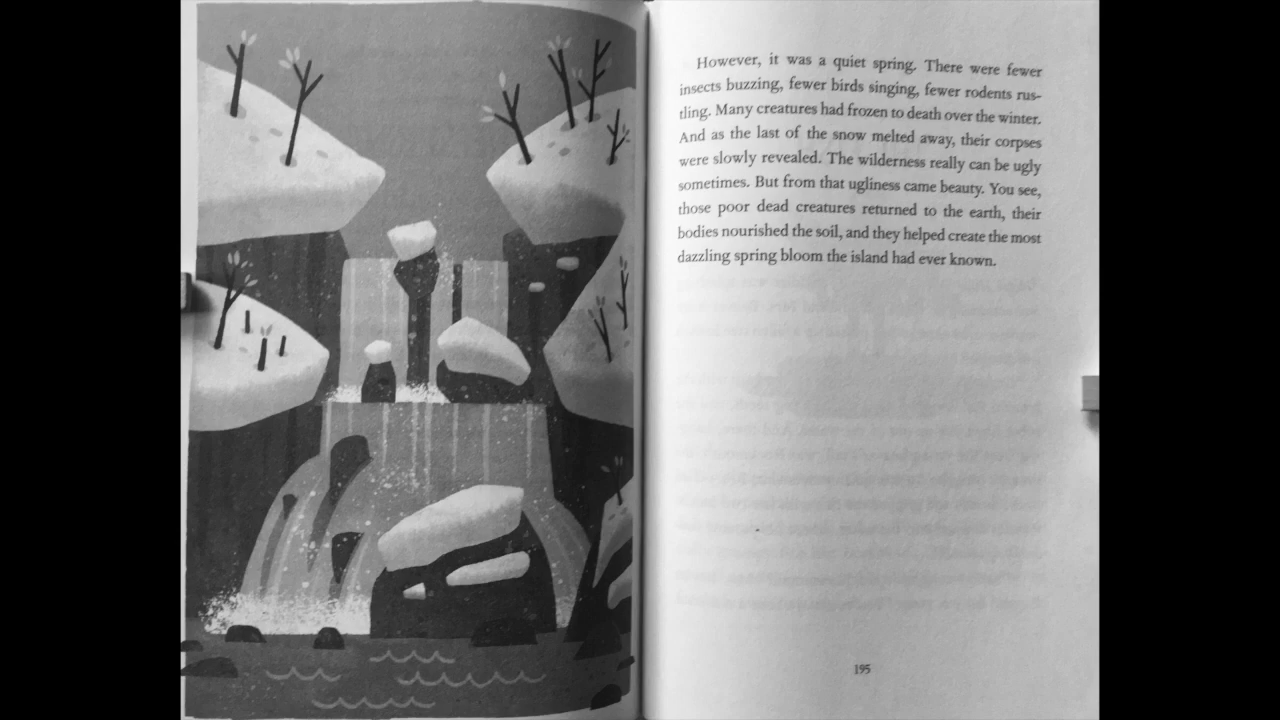 However, it was a quiet spring. There were fewer
insects buzzing, fewer birds singing, fewer rodents rus-
tling. Many creatures had frozen to death over the winter.
And as the last of the snow melted away, their corpses
were slowly revealed. The wilderness really can be ugly
sometimes. But from that ugliness came beauty. You see,
those poor dead creatures returned to the earth, their
bodies nourished the soil, and they helped create the most
dazzling spring bloom the island had ever known.
195